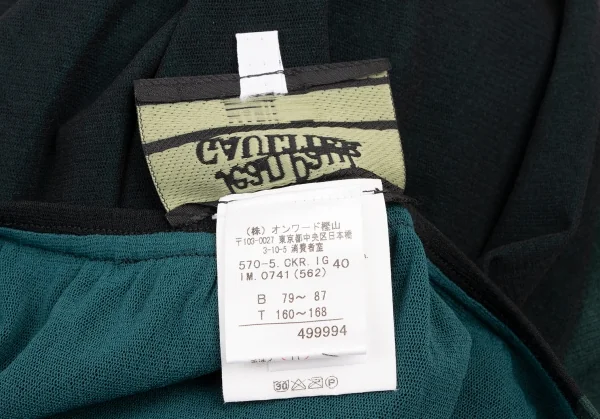 GAULTIER
Jean Paul
(株) オンワード樫山
〒103-0027 東京都中央区日本橋
3-10-5 消費者室
570-5. CKR. IG 40
IM. 0741 (562)
B 79～ 87
T 160～168
499994
30 P